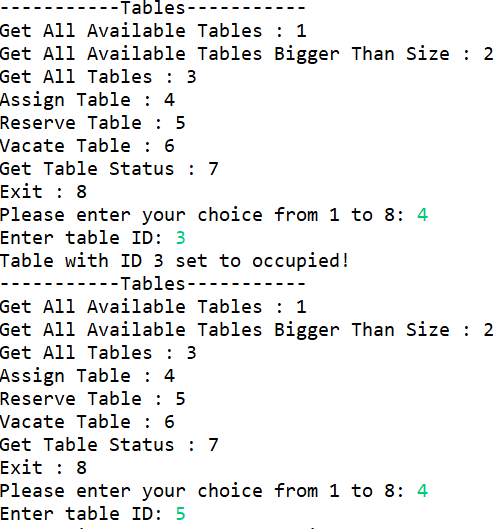 -----------Tables-----------
Get All Available Tables : 1
Get All Available Tables Bigger Than Size : 2
Get All Tables : 3
Assign Table : 4
Reserve Table : 5
Vacate Table : 6
Get Table Status : 7
Exit : 8
Please enter your choice from 1 to 8: 4
Enter table ID: 3
Table with ID 3 set to occupied!
-----------Tables-----------
Get All Available Tables : 1
Get All Available Tables Bigger Than Size : 2
Get All Tables : 3
Assign Table : 4
Reserve Table : 5
Vacate Table : 6
Get Table Status : 7
Exit : 8
Please enter your choice from 1 to 8: 4
Enter table ID: 5